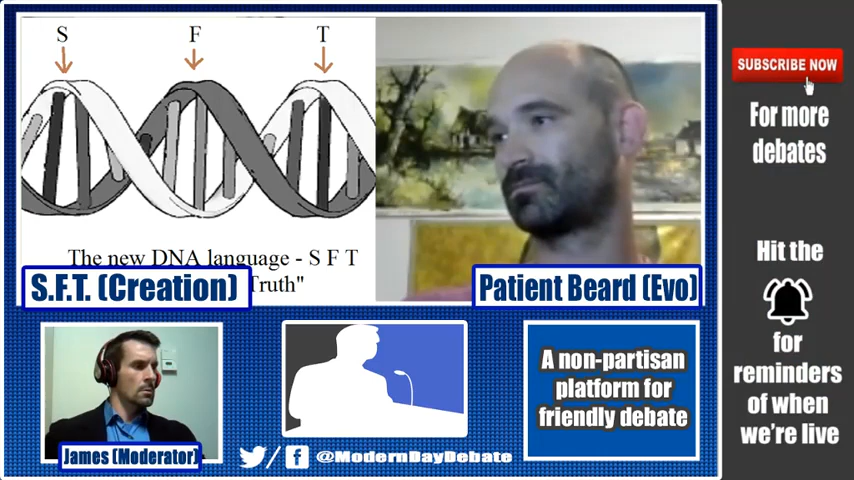 S F T
The new DNA language - S F T
Truth"
S.F.T. (Creation)
Patient Beard (Evo)
James (Moderator)
@ModernDayDebate
A non-partisan
platform for
friendly debate
SUBSCRIBE NOW
For more
debates
Hit the
for
reminders
of when
we're live